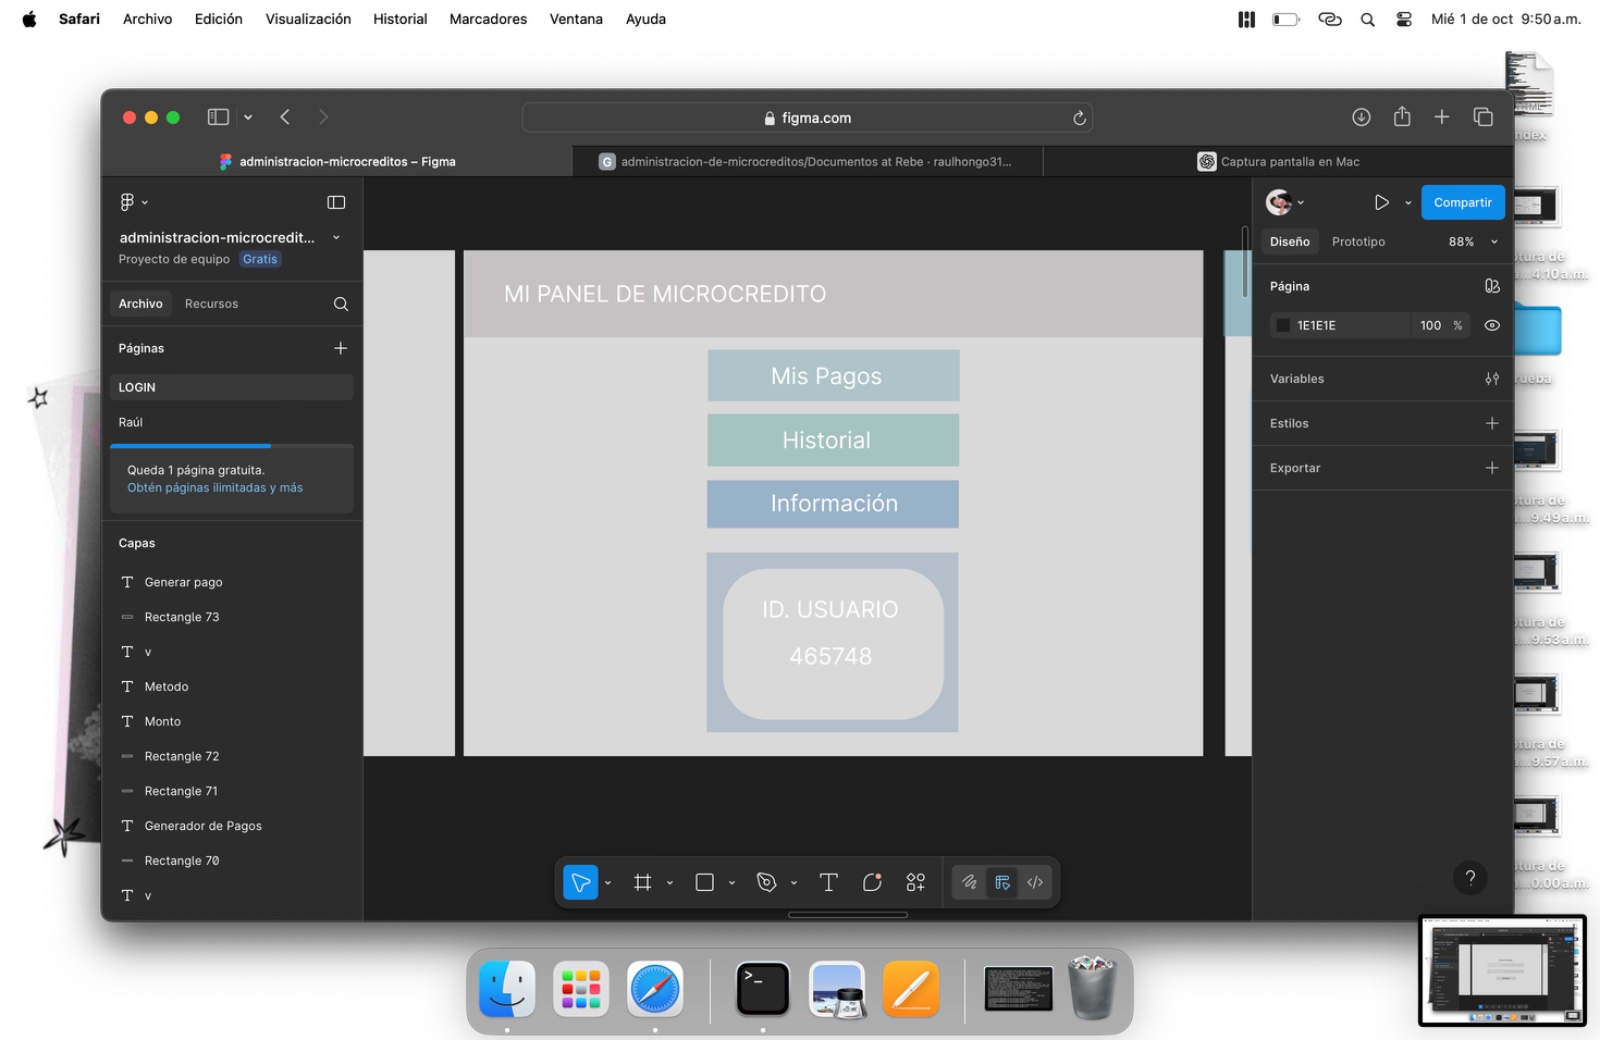 Safari Archivo Edición Visualización Historial Marcadores Ventana Ayuda Mié 1 de oct 9:50 a.m.
figma.com
administracion-microcreditos – Figma
administracion-de-microcreditos/Documentos at Rebe · raulhongo31...
Captura pantalla en Mac
administracion-microcredit...
Proyecto de equipo Gratis
Archivo Recursos
Páginas
LOGIN
Raúl
Queda 1 página gratuita.
Obtén páginas ilimitadas y más
Capas
Generar pago
Rectangle 73
v
Metodo
Monto
Rectangle 72
Rectangle 71
Generador de Pagos
Rectangle 70
v
MI PANEL DE MICROCREDITO
Mis Pagos
Historial
Información
ID. USUARIO
465748
Compartir
Diseño Prototipo 88%
Página
1E1E1E 100 %
Variables
Estilos
Exportar
?
ndex
tura de
...4.10 a.m.
rueba
tura de
...9.49 a.m.
tura de
...9.53 a.m.
tura de
...9.57 a.m.
tura de
...0.00 a.m.